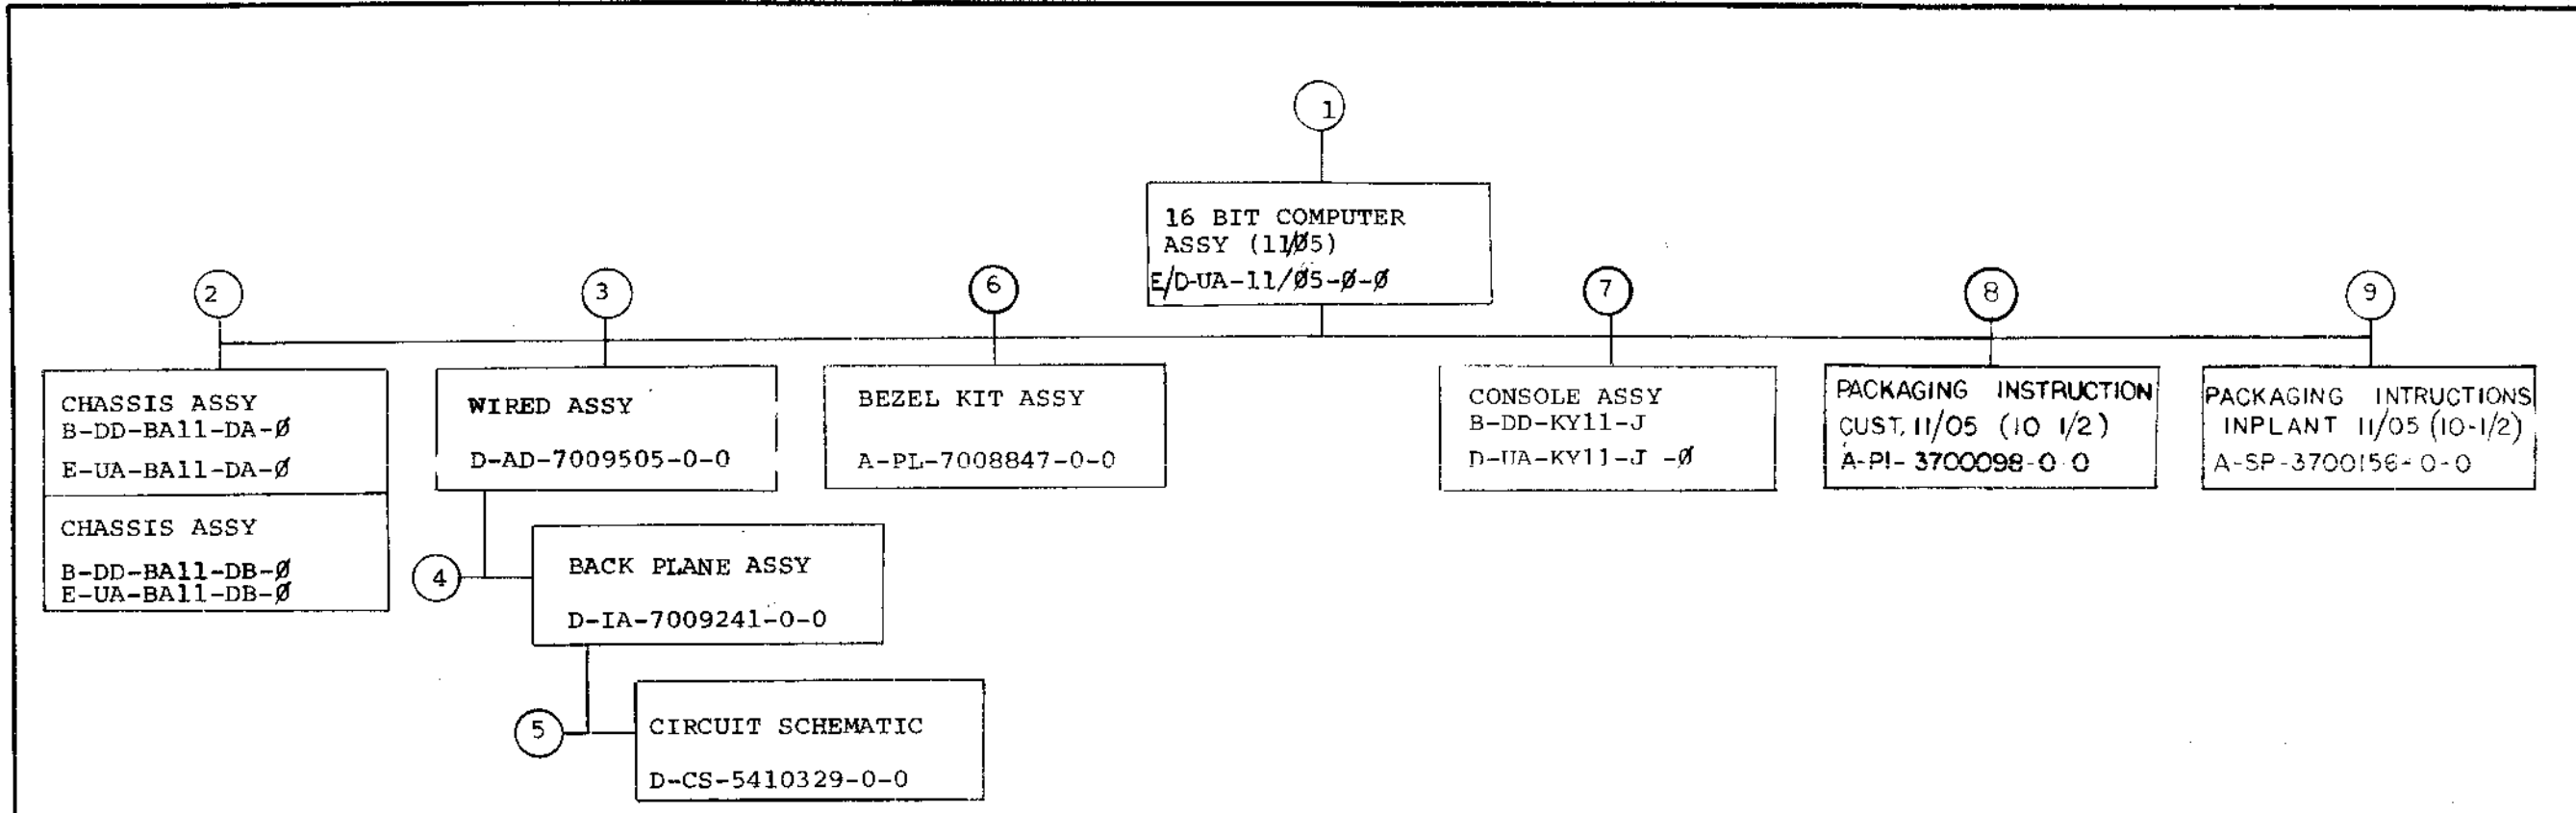 1
16 BIT COMPUTER
ASSY (11/Ø5)
E/D-UA-11/Ø5-Ø-Ø
2
3
6
7
8
9
CHASSIS ASSY
B-DD-BA11-DA-Ø
E-UA-BA11-DA-Ø
CHASSIS ASSY
B-DD-BA11-DB-Ø
E-UA-BA11-DB-Ø
WIRED ASSY
D-AD-7009505-0-0
BEZEL KIT ASSY
A-PL-7008847-0-0
CONSOLE ASSY
B-DD-KY11-J
D-UA-KY11-J -Ø
PACKAGING INSTRUCTION
CUST. 11/05 (10 1/2)
A-PI-3700098-0-0
PACKAGING INTRUCTIONS
INPLANT 11/05 (10-1/2)
A-SP-3700156-0-0
4
BACK PLANE ASSY
D-IA-7009241-0-0
5
CIRCUIT SCHEMATIC
D-CS-5410329-0-0